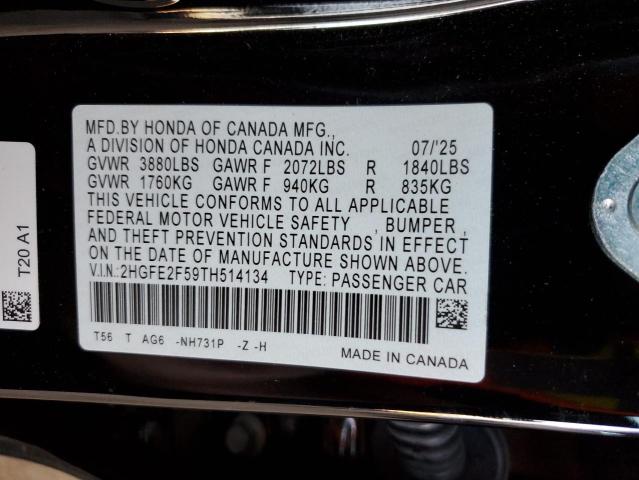 MFD.BY HONDA OF CANADA MFG.,
A DIVISION OF HONDA CANADA INC. 07/'25
GVWR 3880LBS GAWR F 2072LBS R 1840LBS
GVWR 1760KG GAWR F 940KG R 835KG
THIS VEHICLE CONFORMS TO ALL APPLICABLE
FEDERAL MOTOR VEHICLE SAFETY , BUMPER ,
AND THEFT PREVENTION STANDARDS IN EFFECT
ON THE DATE OF MANUFACTURE SHOWN ABOVE.
V.I.N.:2HGFE2F59TH514134 TYPE: PASSENGER CAR
T56 T AG6 -NH731P -Z -H
MADE IN CANADA
T20 A1